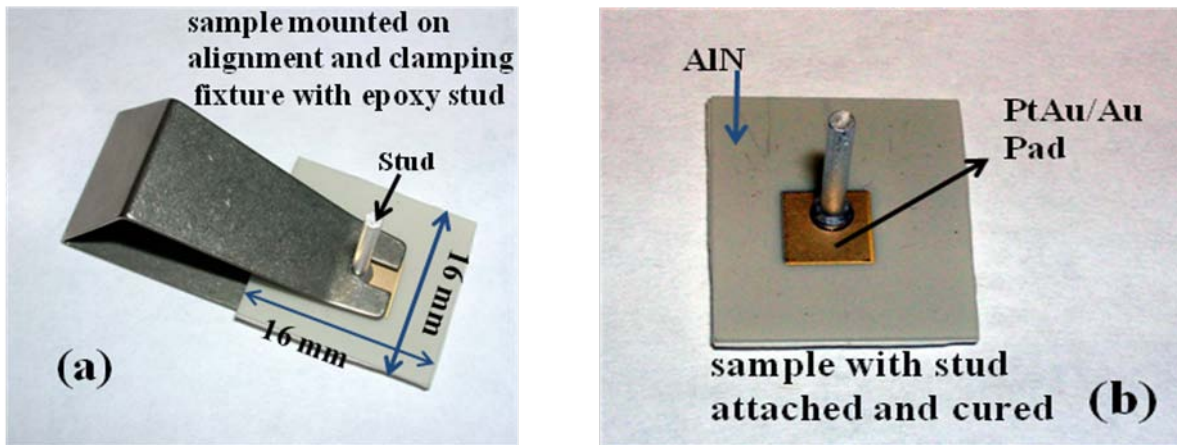 sample mounted on
alignment and clamping
fixture with epoxy stud
Stud
16 mm
16 mm
(a)
AlN
PtAu/Au
Pad
sample with stud
attached and cured
(b)